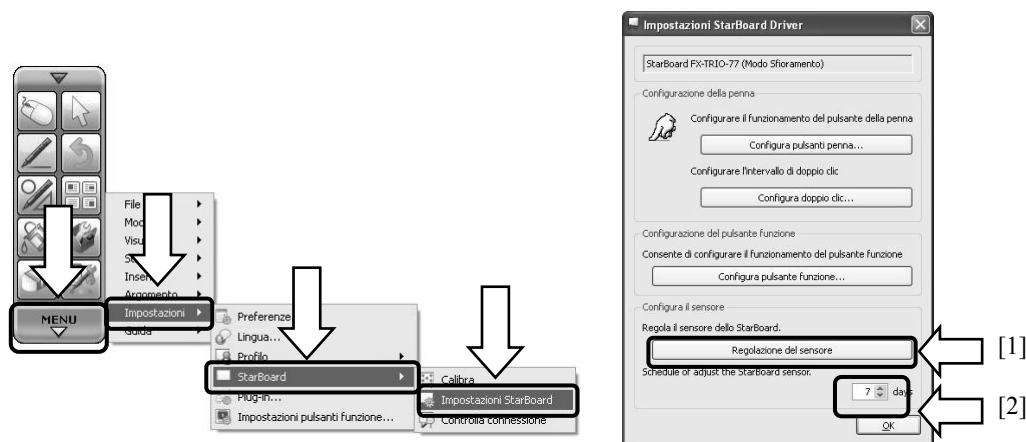 MENU
File
Impostazioni
Guida
Preferenze
Lingua...
Profilo
StarBoard
Plug-in...
Impostazioni pulsanti funzione...
Calibra
Impostazioni StarBoard
Controlla connessione
Impostazioni StarBoard Driver
StarBoard FX-TRIO-77 (Modo Sfioramento)
Configurazione della penna
Configurare il funzionamento del pulsante della penna
Configura pulsanti penna...
Configurare l'intervallo di doppio clic
Configura doppio clic...
Configurazione del pulsante funzione
Consente di configurare il funzionamento del pulsante funzione
Configura pulsante funzione...
Configura il sensore
Regola il sensore dello StarBoard.
Regolazione del sensore
[1]
Schedule of adjust the StarBoard sensor.
7 days
[2]
OK